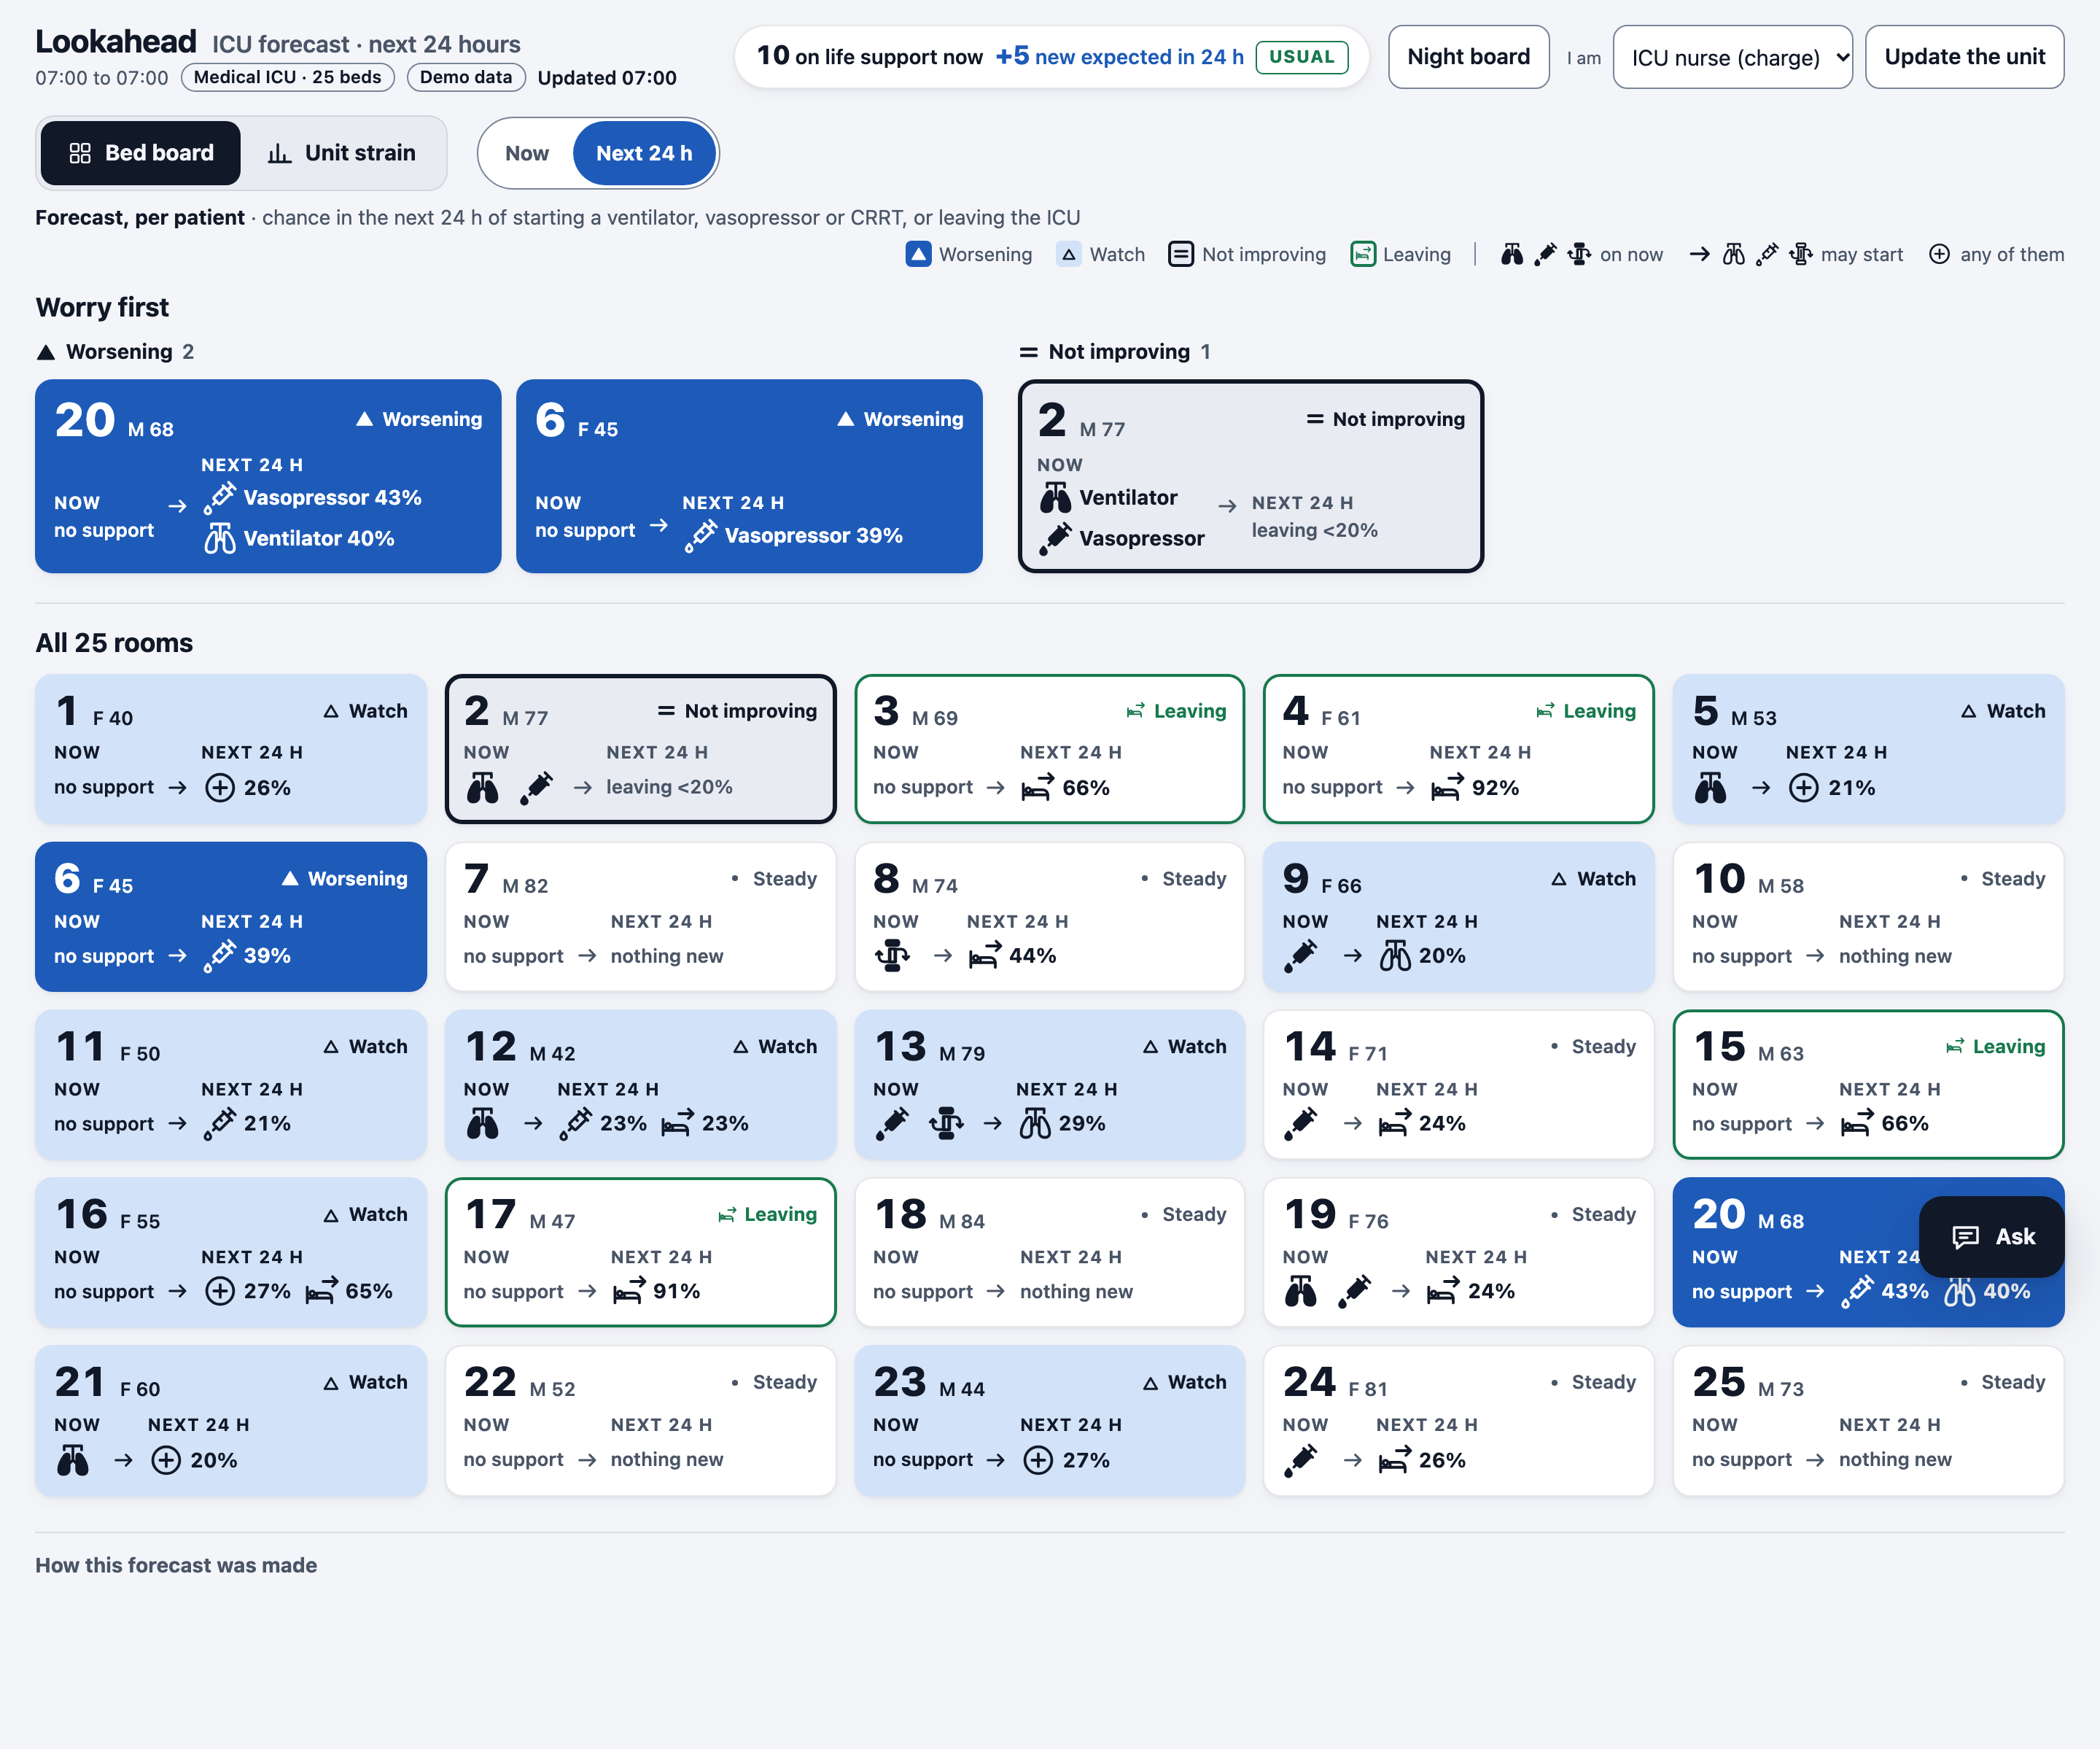 Lookahead ICU forecast · next 24 hours
07:00 to 07:00 Medical ICU · 25 beds Demo data Updated 07:00
10 on life support now +5 new expected in 24 h USUAL
Night board
I am ICU nurse (charge)
Update the unit
Bed board Unit strain
Now Next 24 h
Forecast, per patient · chance in the next 24 h of starting a ventilator, vasopressor or CRRT, or leaving the ICU
Worsening Watch Not improving Leaving on now → may start any of them
Worry first
Worsening 2
20 M 68 Worsening
NOW
no support
→
NEXT 24 H
Vasopressor 43%
Ventilator 40%
6 F 45 Worsening
NOW
no support
→
NEXT 24 H
Vasopressor 39%
Not improving 1
2 M 77 Not improving
NOW
Ventilator
Vasopressor
→
NEXT 24 H
leaving <20%
All 25 rooms
1 F 40 Watch
NOW NEXT 24 H
no support → 26%
2 M 77 Not improving
NOW NEXT 24 H
→ leaving <20%
3 M 69 Leaving
NOW NEXT 24 H
no support → 66%
4 F 61 Leaving
NOW NEXT 24 H
no support → 92%
5 M 53 Watch
NOW NEXT 24 H
→ 21%
6 F 45 Worsening
NOW NEXT 24 H
no support → 39%
7 M 82 Steady
NOW NEXT 24 H
no support → nothing new
8 M 74 Steady
NOW NEXT 24 H
→ 44%
9 F 66 Watch
NOW NEXT 24 H
→ 20%
10 M 58 Steady
NOW NEXT 24 H
no support → nothing new
11 F 50 Watch
NOW NEXT 24 H
no support → 21%
12 M 42 Watch
NOW NEXT 24 H
→ 23% 23%
13 M 79 Watch
NOW NEXT 24 H
→ 29%
14 F 71 Steady
NOW NEXT 24 H
→ 24%
15 M 63 Leaving
NOW NEXT 24 H
no support → 66%
16 F 55 Watch
NOW NEXT 24 H
no support → 27% 65%
17 M 47 Leaving
NOW NEXT 24 H
no support → 91%
18 M 84 Steady
NOW NEXT 24 H
no support → nothing new
19 F 76 Steady
NOW NEXT 24 H
→ 24%
20 M 68
NOW NEXT 24
no support → 43% 40%
Ask
21 F 60 Watch
NOW NEXT 24 H
→ 20%
22 M 52 Steady
NOW NEXT 24 H
no support → nothing new
23 M 44 Watch
NOW NEXT 24 H
no support → 27%
24 F 81 Steady
NOW NEXT 24 H
→ 26%
25 M 73 Steady
NOW NEXT 24 H
no support → nothing new
How this forecast was made